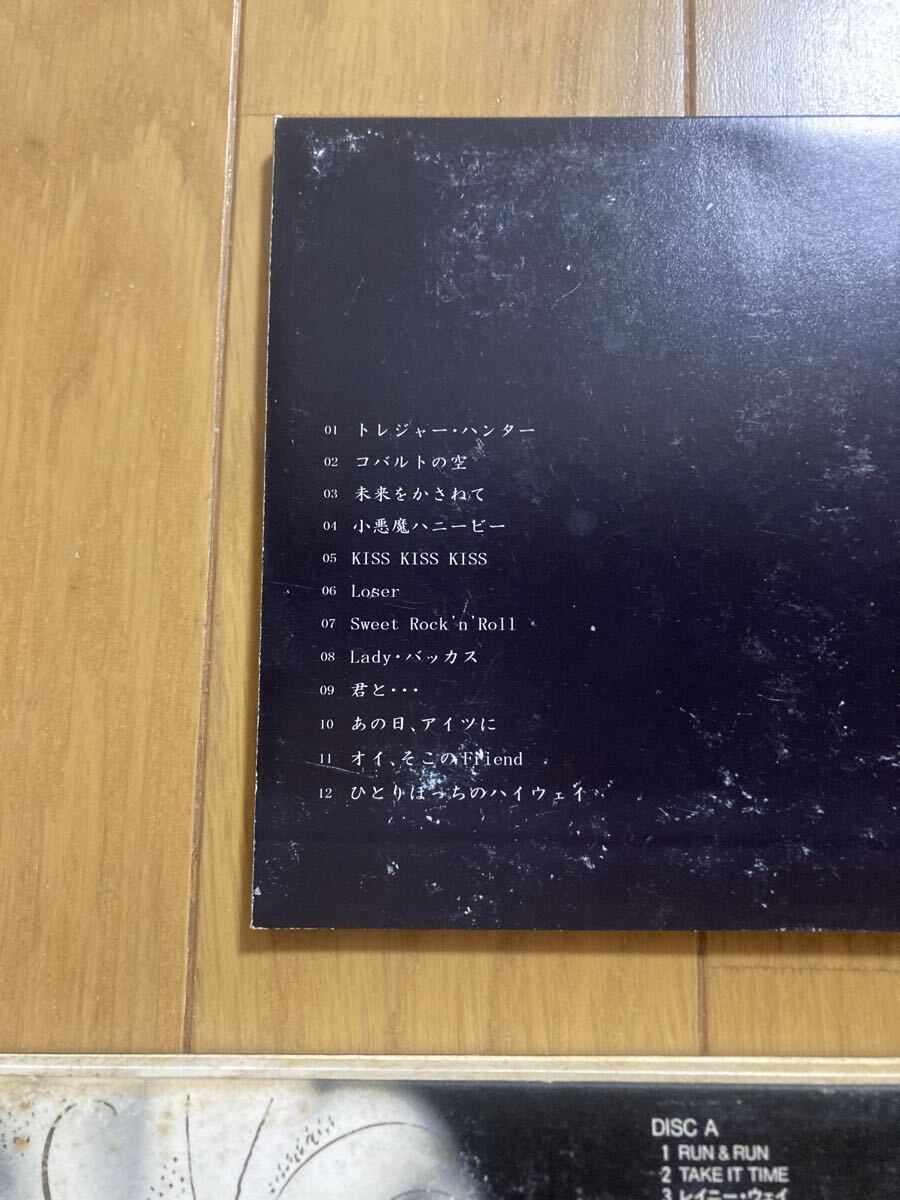 01 トレジャー・ハンター
02 コバルトの空
03 未来をかさねて
04 小悪魔ハニービー
05 KISS KISS KISS
06 Loser
07 Sweet Rock'n'Roll
08 Lady・バッカス
09 君と・・・
10 あの日、アイツに
11 オイ、そこのFriend
12 ひとりぼっちのハイウェイ
DISC A
1 RUN & RUN
2 TAKE IT TIME
3 レイニー・ウェイ